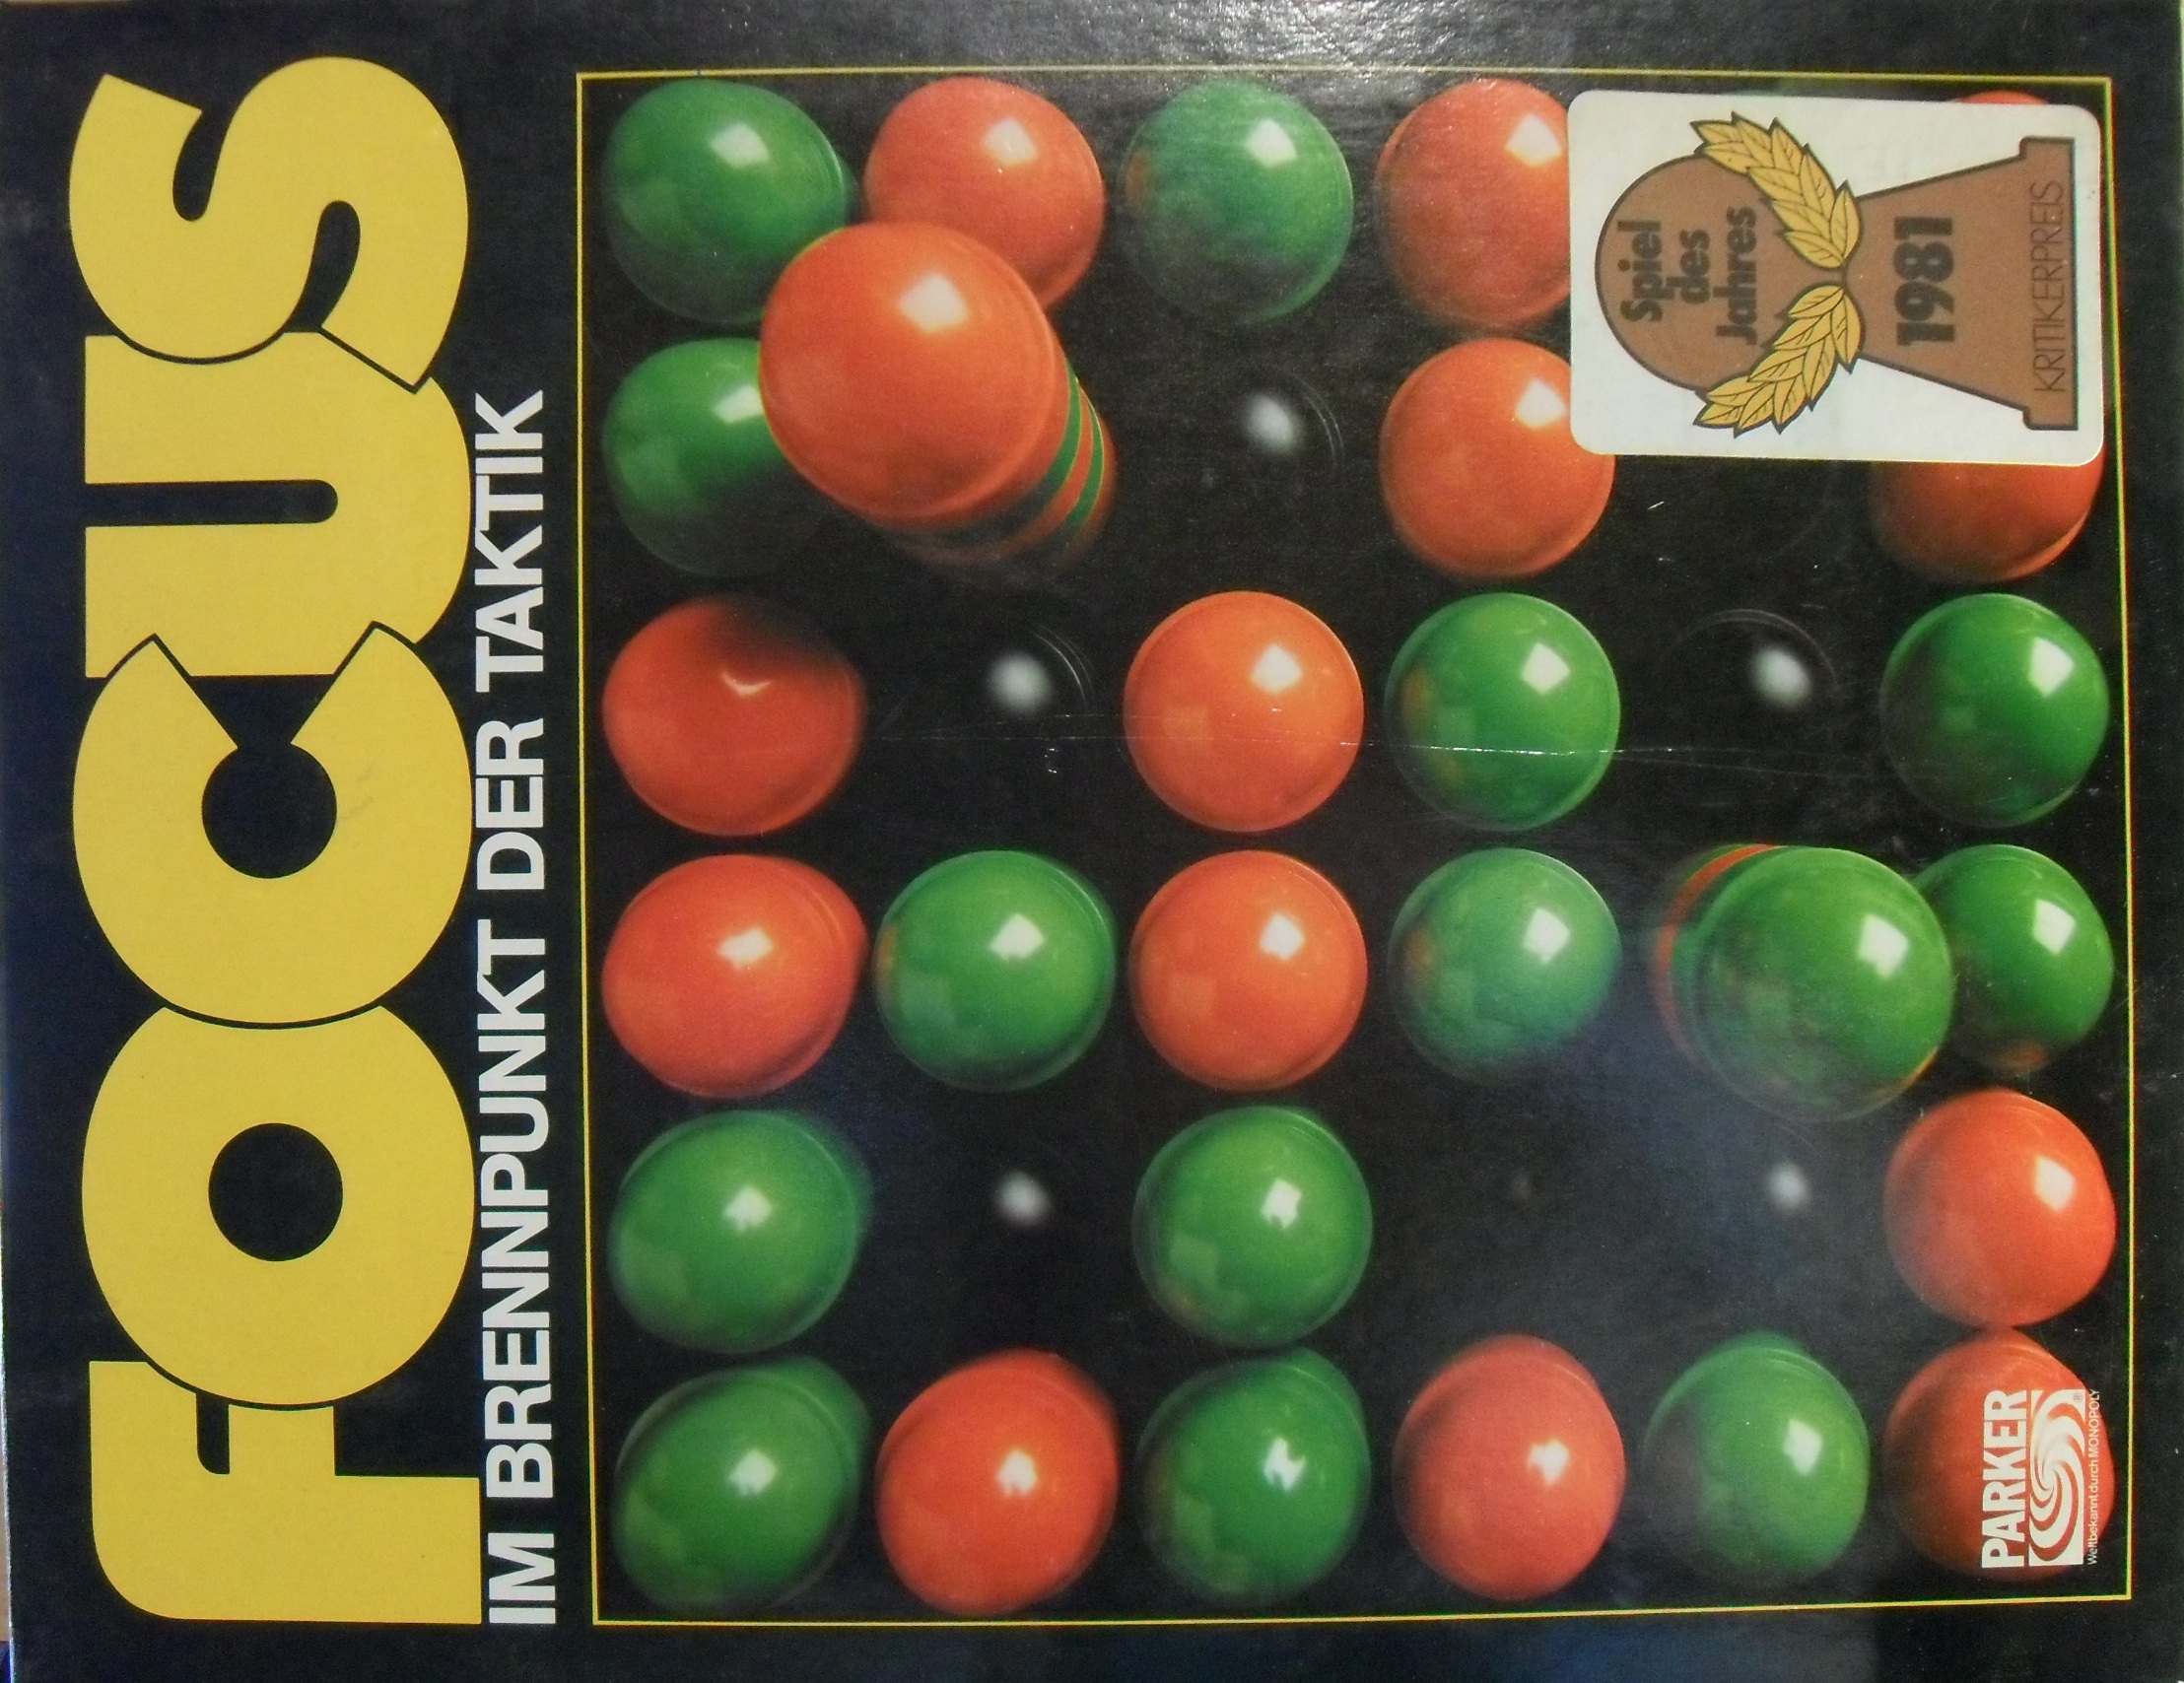 FOCUS
IM BRENNPUNKT DER TAKTIK
Spiel
des
Jahres
1981
KRITIKERPREIS
PARKER
Weltbekannt durch MONOPOLY